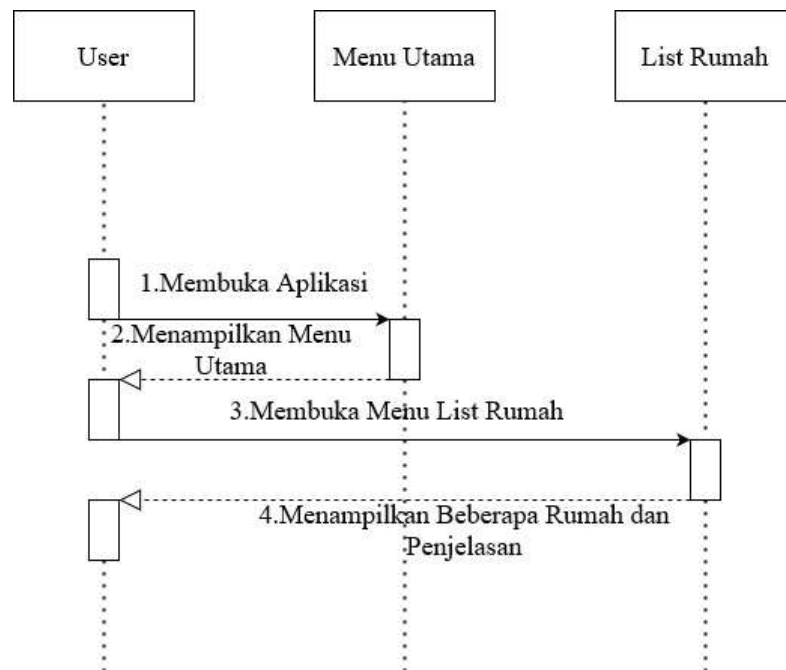 User
Menu Utama
List Rumah
1.Membuka Aplikasi
2.Menampilkan Menu
Utama
3.Membuka Menu List Rumah
4.Menampilkan Beberapa Rumah dan
Penjelasan